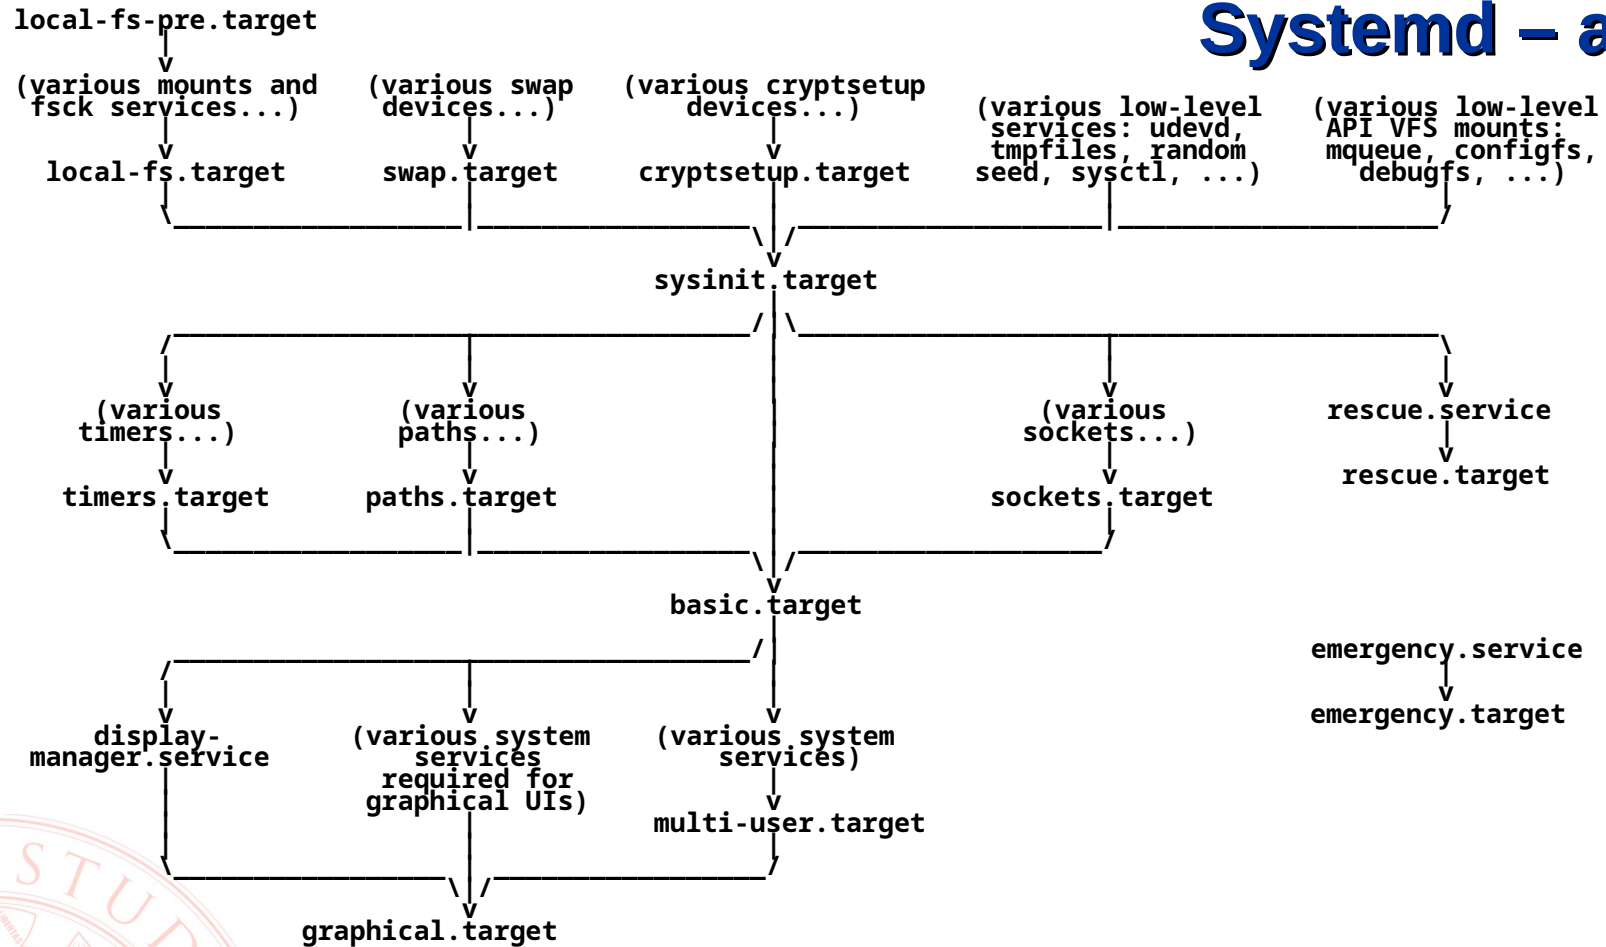 Systemd – a
local-fs-pre.target
(various mounts and
fsck services...)
(various swap
devices...)
(various cryptsetup
devices...)
(various low-level
services: udevd,
tmpfiles, random
seed, sysctl, ...)
(various low-level
API VFS mounts:
mqueue, configfs,
debugfs, ...)
local-fs.target
swap.target
cryptsetup.target
sysinit.target
(various
timers...)
(various
paths...)
(various
sockets...)
rescue.service
timers.target
paths.target
sockets.target
rescue.target
basic.target
emergency.service
emergency.target
display-
manager.service
(various system
services
required for
graphical UIs)
(various system
services)
multi-user.target
graphical.target
STUD